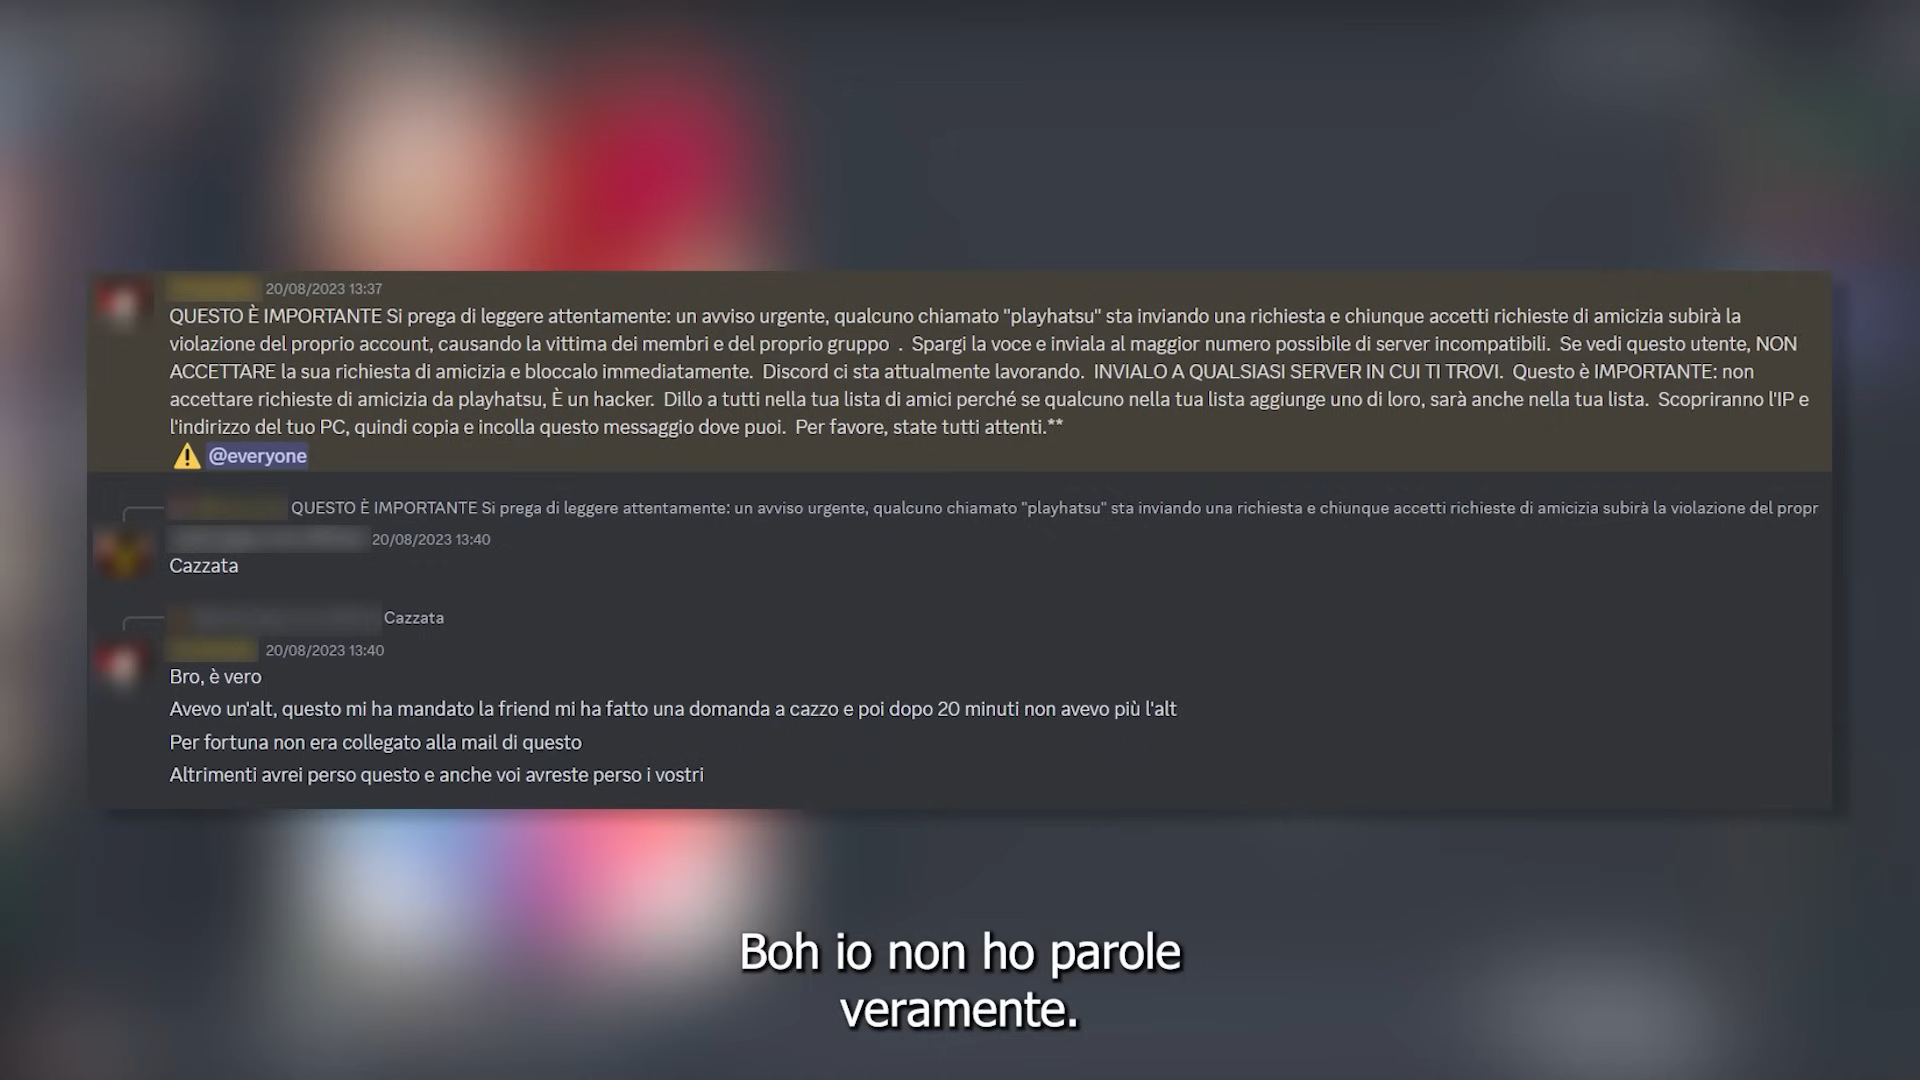 20/08/2023 13:37
QUESTO È IMPORTANTE Si prega di leggere attentamente: un avviso urgente, qualcuno chiamato "playhatsu" sta inviando una richiesta e chiunque accetti richieste di amicizia subirà la
violazione del proprio account, causando la vittima dei membri e del proprio gruppo . Spargi la voce e inviala al maggior numero possibile di server incompatibili. Se vedi questo utente, NON
ACCETTARE la sua richiesta di amicizia e bloccalo immediatamente. Discord ci sta attualmente lavorando. INVIALO A QUALSIASI SERVER IN CUI TI TROVI. Questo è IMPORTANTE: non
accettare richieste di amicizia da playhatsu, È un hacker. Dillo a tutti nella tua lista di amici perché se qualcuno nella tua lista aggiunge uno di loro, sarà anche nella tua lista. Scopriranno l'IP e
l'indirizzo del tuo PC, quindi copia e incolla questo messaggio dove puoi. Per favore, state tutti attenti.**
⚠️ @everyone
QUESTO È IMPORTANTE Si prega di leggere attentamente: un avviso urgente, qualcuno chiamato "playhatsu" sta inviando una richiesta e chiunque accetti richieste di amicizia subirà la violazione del propr
20/08/2023 13:40
Cazzata
Cazzata
20/08/2023 13:40
Bro, è vero
Avevo un'alt, questo mi ha mandato la friend mi ha fatto una domanda a cazzo e poi dopo 20 minuti non avevo più l'alt
Per fortuna non era collegato alla mail di questo
Altrimenti avrei perso questo e anche voi avreste perso i vostri
Boh io non ho parole
veramente.